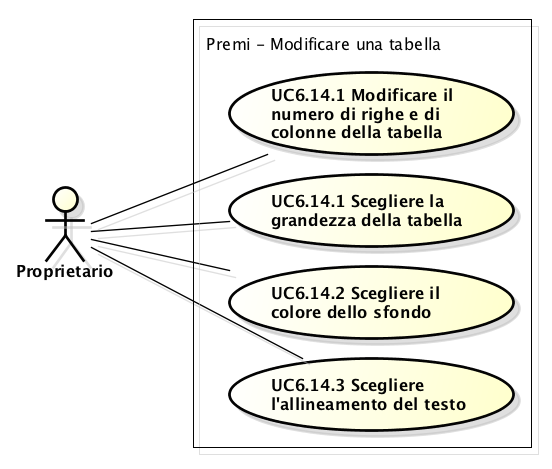 Premi - Modificare una tabella
UC6.14.1 Modificare il
numero di righe e di
colonne della tabella
UC6.14.1 Scegliere la
grandezza della tabella
Proprietario
UC6.14.2 Scegliere il
colore dello sfondo
UC6.14.3 Scegliere
l'allineamento del testo